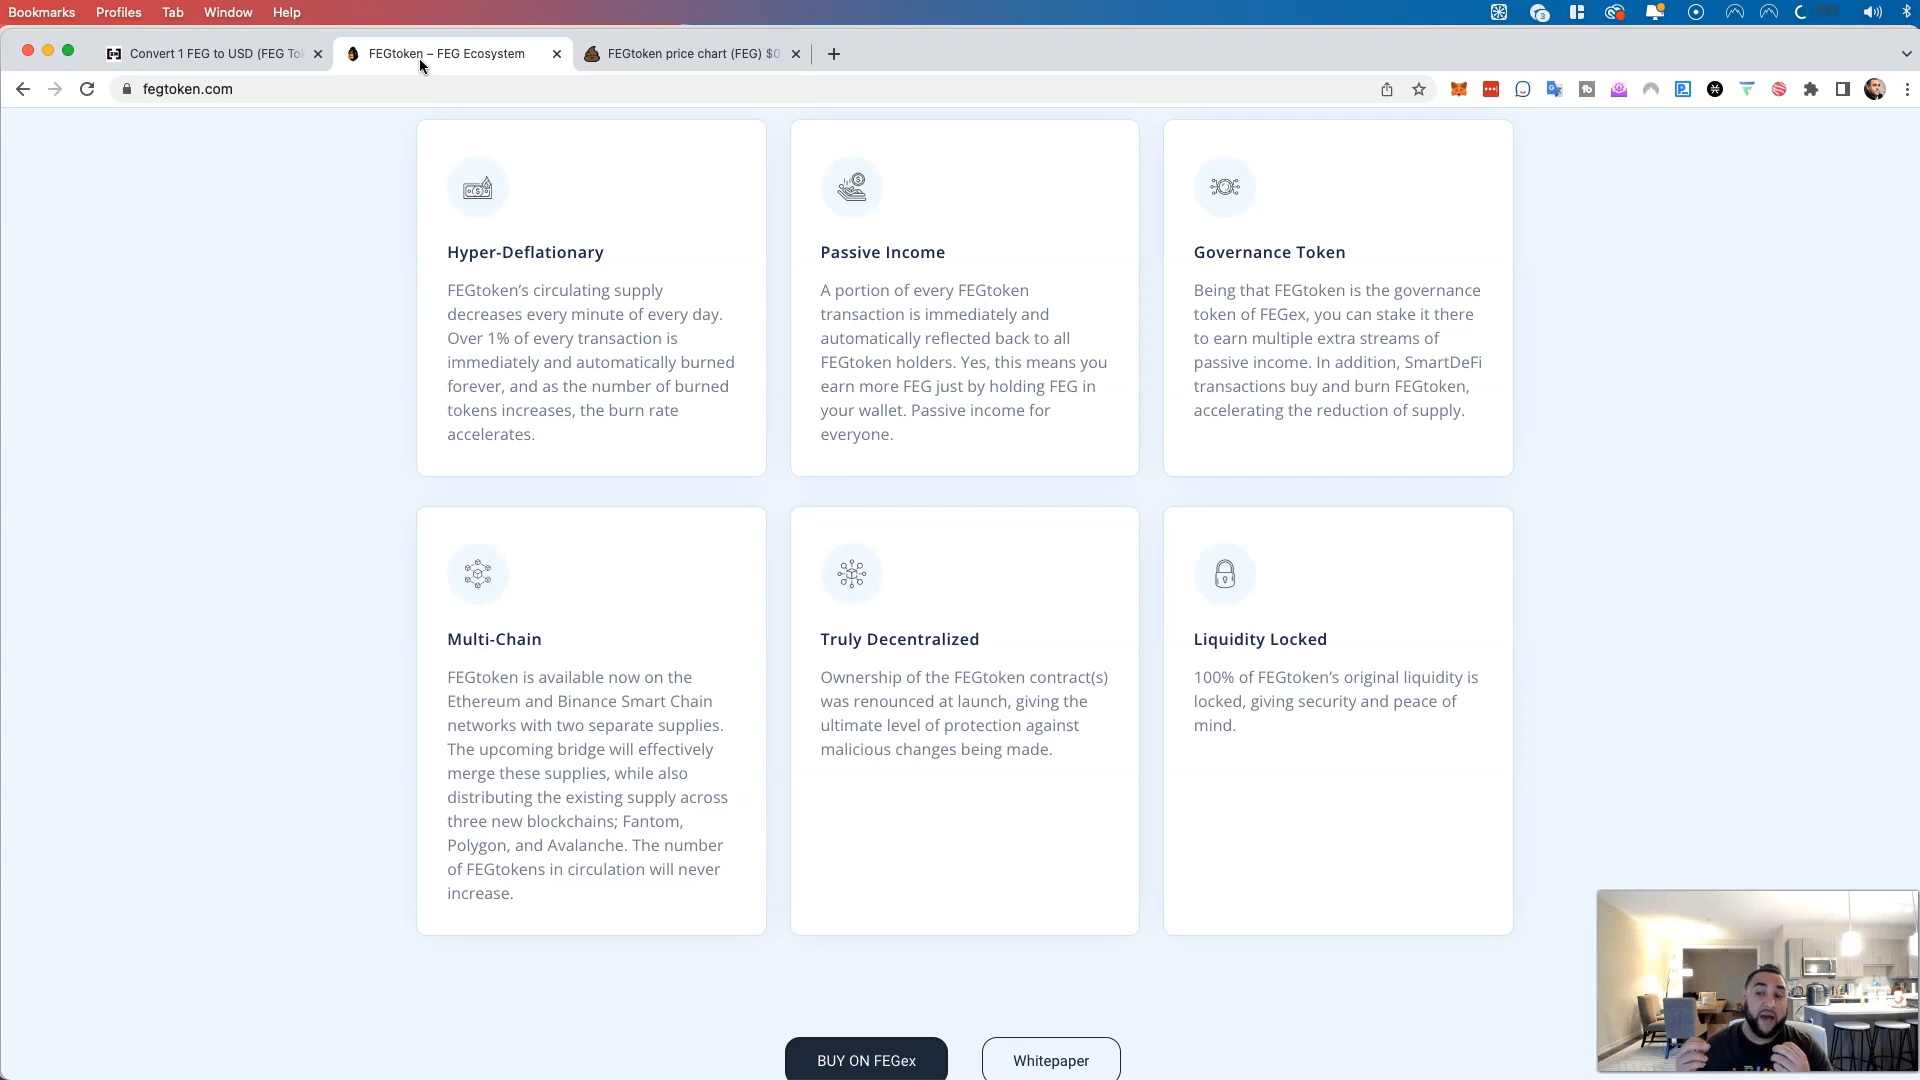 Bookmarks Profiles Tab Window Help
Convert 1 FEG to USD (FEG To
FEGtoken – FEG Ecosystem
FEGtoken price chart (FEG) $0
fegtoken.com
Hyper-Deflationary
FEGtoken's circulating supply
decreases every minute of every day.
Over 1% of every transaction is
immediately and automatically burned
forever, and as the number of burned
tokens increases, the burn rate
accelerates.
Passive Income
A portion of every FEGtoken
transaction is immediately and
automatically reflected back to all
FEGtoken holders. Yes, this means you
earn more FEG just by holding FEG in
your wallet. Passive income for
everyone.
Governance Token
Being that FEGtoken is the governance
token of FEGex, you can stake it there
to earn multiple extra streams of
passive income. In addition, SmartDeFi
transactions buy and burn FEGtoken,
accelerating the reduction of supply.
Multi-Chain
FEGtoken is available now on the
Ethereum and Binance Smart Chain
networks with two separate supplies.
The upcoming bridge will effectively
merge these supplies, while also
distributing the existing supply across
three new blockchains; Fantom,
Polygon, and Avalanche. The number
of FEGtokens in circulation will never
increase.
Truly Decentralized
Ownership of the FEGtoken contract(s)
was renounced at launch, giving the
ultimate level of protection against
malicious changes being made.
Liquidity Locked
100% of FEGtoken's original liquidity is
locked, giving security and peace of
mind.
BUY ON FEGex
Whitepaper